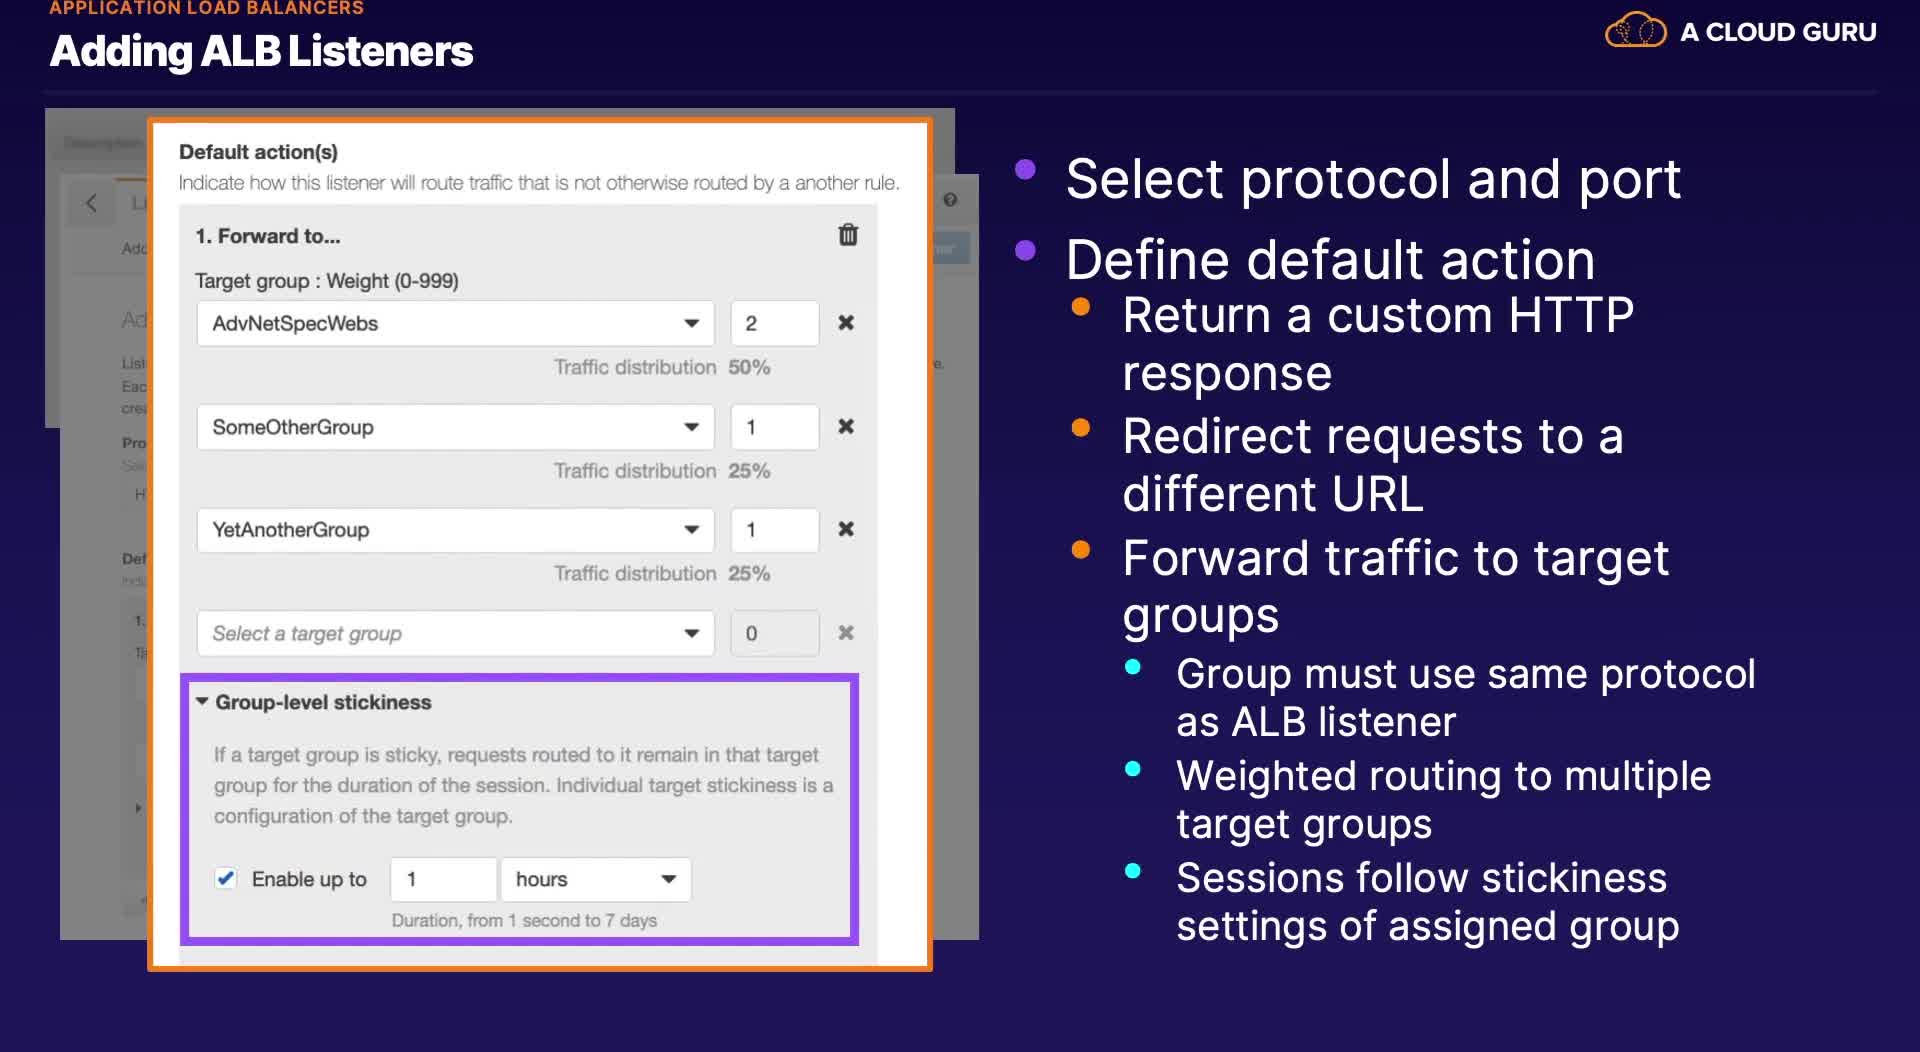 APPLICATION LOAD BALANCERS
Adding ALB Listeners
A CLOUD GURU
Default action(s)
Indicate how this listener will route traffic that is not otherwise routed by a another rule.
1. Forward to...
Target group : Weight (0-999)
AdvNetSpecWebs
2
Traffic distribution 50%
SomeOtherGroup
1
Traffic distribution 25%
YetAnotherGroup
1
Traffic distribution 25%
Select a target group
0
Group-level stickiness
If a target group is sticky, requests routed to it remain in that target
group for the duration of the session. Individual target stickiness is a
configuration of the target group.
Enable up to 1 hours
Duration, from 1 second to 7 days
Select protocol and port
Define default action
Return a custom HTTP
response
Redirect requests to a
different URL
Forward traffic to target
groups
Group must use same protocol
as ALB listener
Weighted routing to multiple
target groups
Sessions follow stickiness
settings of assigned group